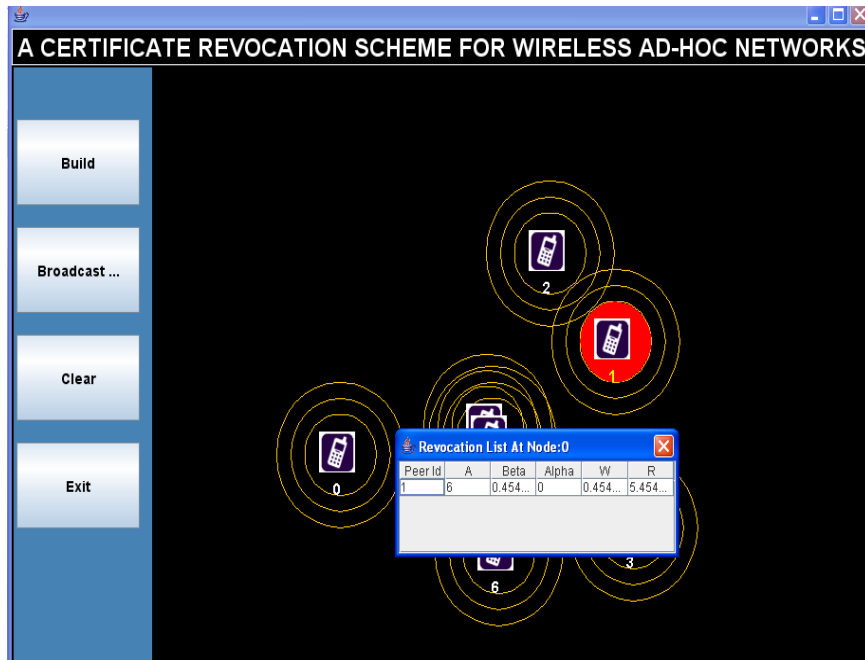 A CERTIFICATE REVOCATION SCHEME FOR WIRELESS AD-HOC NETWORKS
Build
Broadcast ...
Clear
Exit
2
1
0
Revocation List At Node:0
Peer Id A Beta Alpha W R
1 6 0.454... 0 0.454... 5.454...
3
6